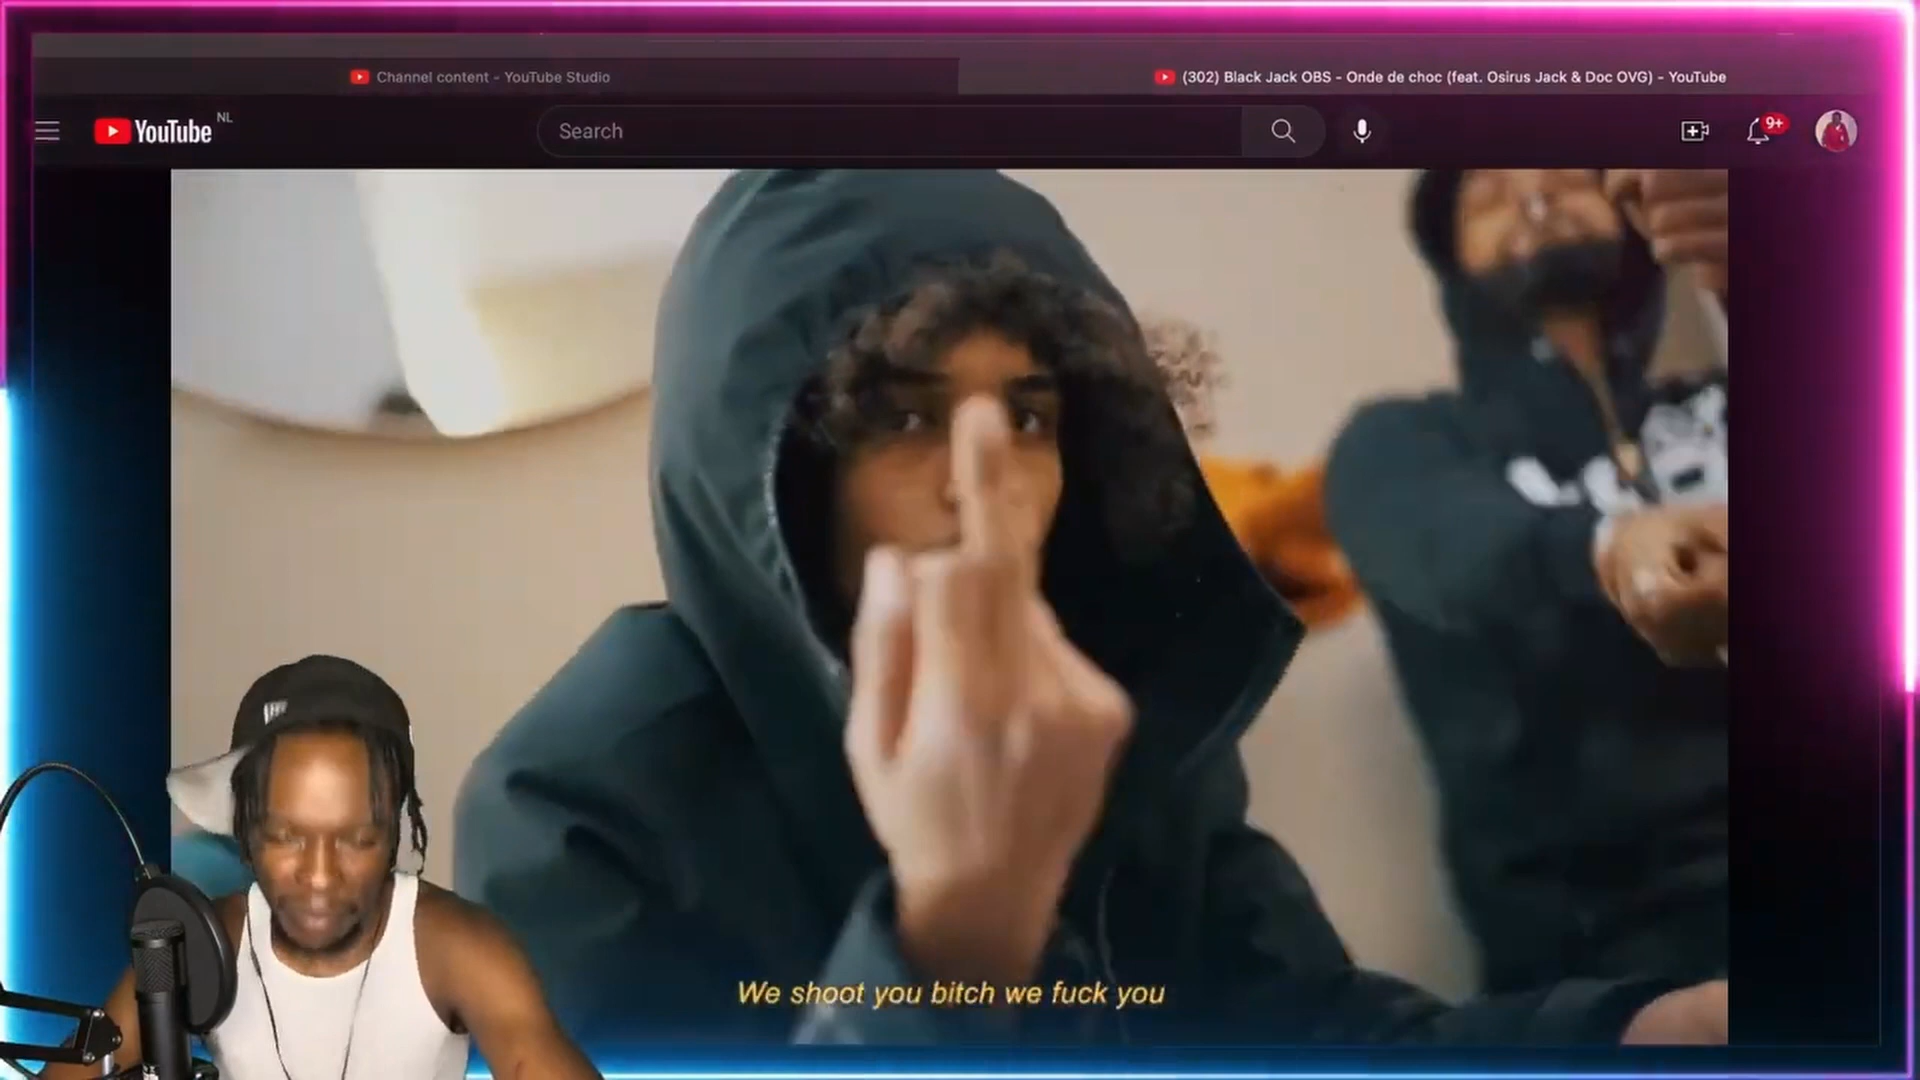 Channel content - YouTube Studio
(302) Black Jack OBS - Onde de choc (feat. Osirus Jack & Doc OVG) - YouTube
YouTube NL
Search
9+
We shoot you bitch we fuck you